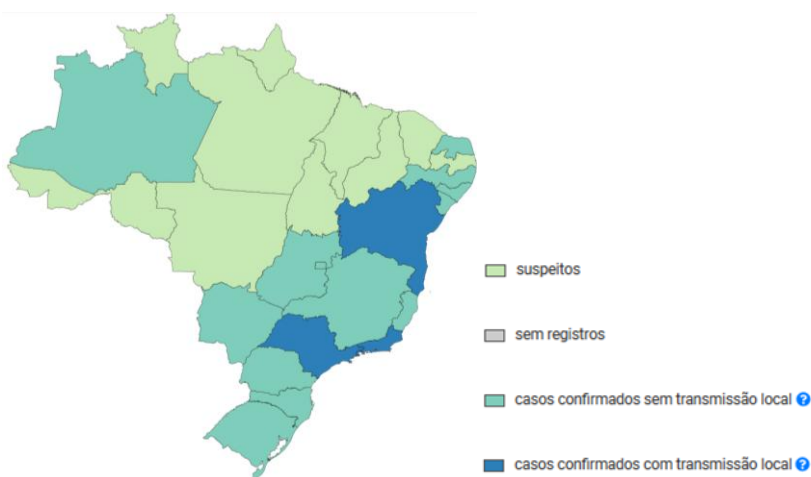 suspeitos
sem registros
casos confirmados sem transmissão local ?
casos confirmados com transmissão local ?